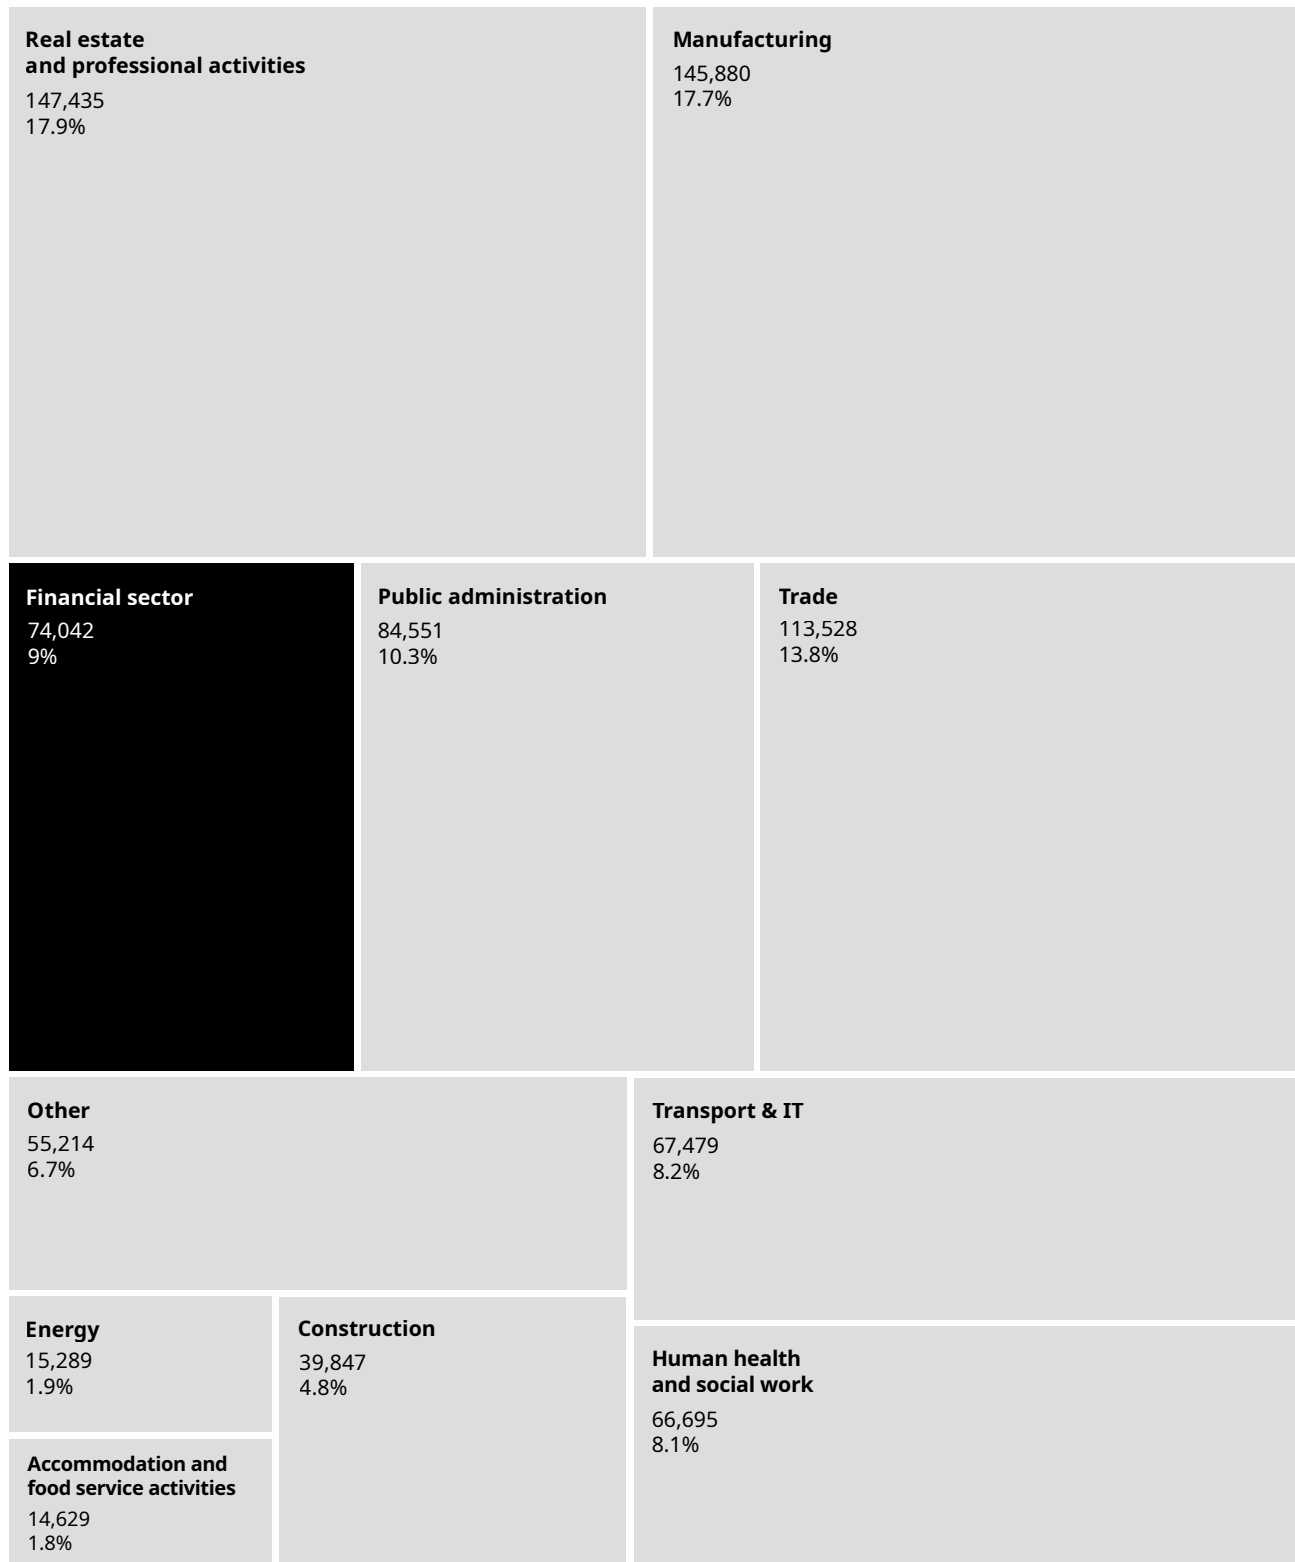 Real estate
and professional activities
147,435
17.9%
Manufacturing
145,880
17.7%
Financial sector
74,042
9%
Public administration
84,551
10.3%
Trade
113,528
13.8%
Other
55,214
6.7%
Transport & IT
67,479
8.2%
Energy
15,289
1.9%
Construction
39,847
4.8%
Human health
and social work
66,695
8.1%
Accommodation and
food service activities
14,629
1.8%